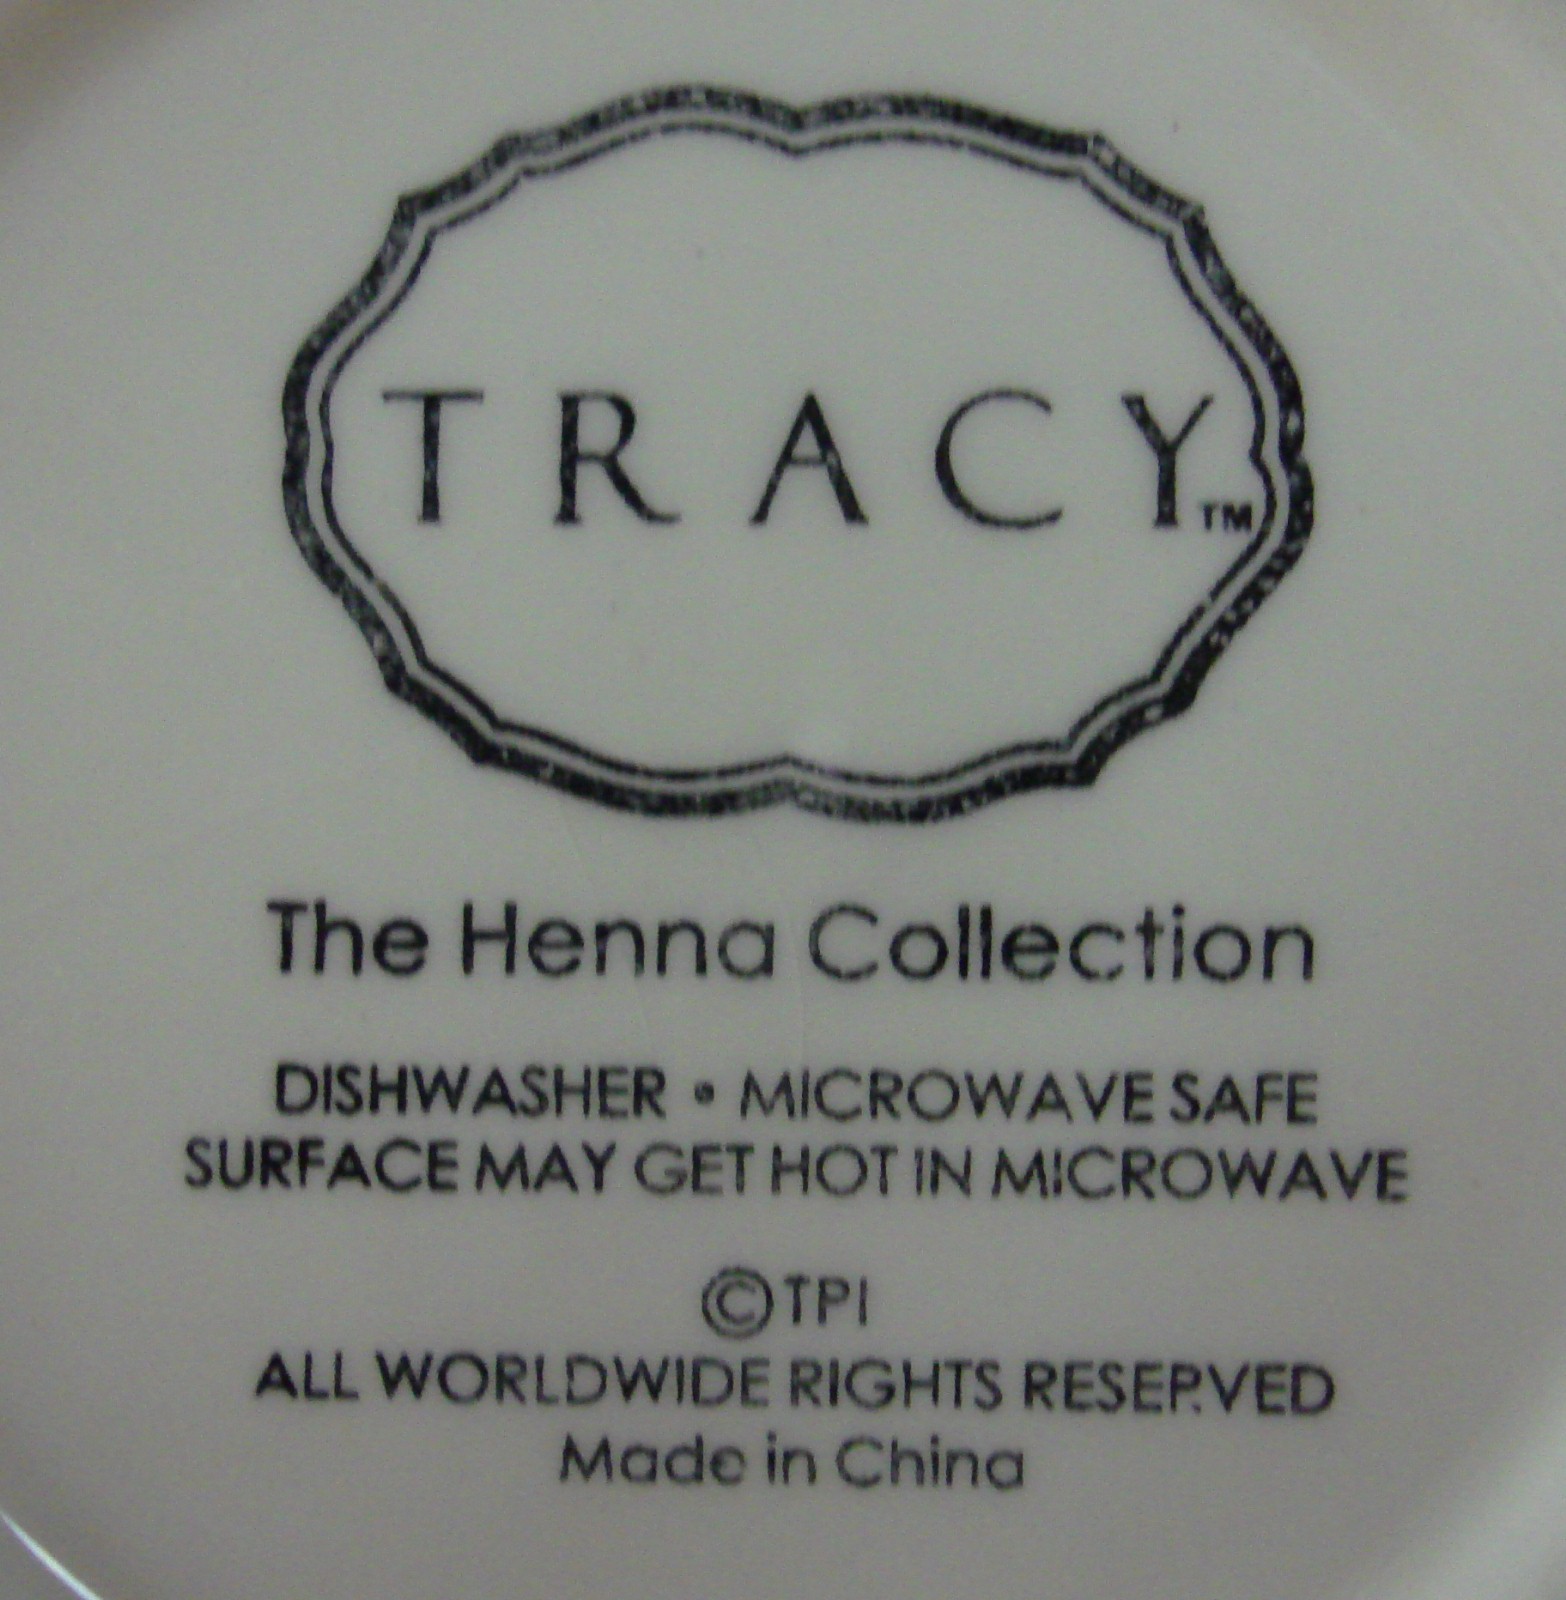 TRACY™
The Henna Collection
DISHWASHER • MICROWAVE SAFE
SURFACE MAY GET HOT IN MICROWAVE
©TPI
ALL WORLDWIDE RIGHTS RESERVED
Made in China